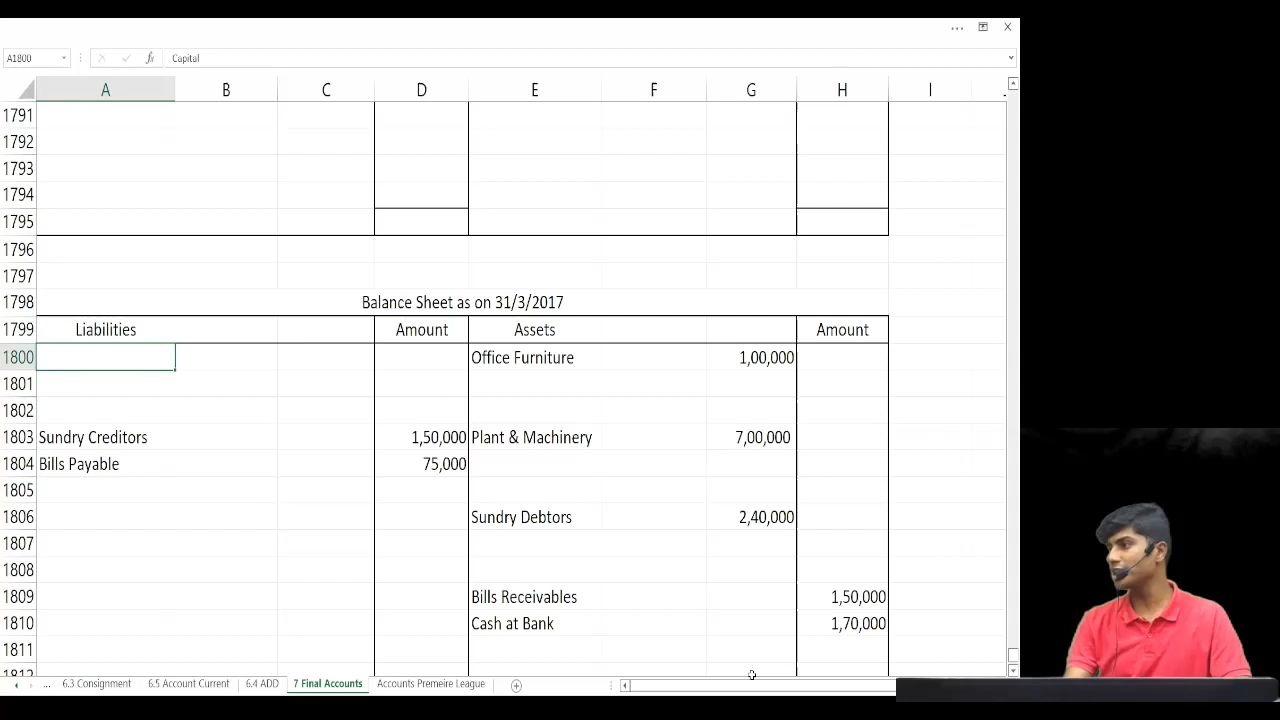 A1800 fx Capital
A B C D E F G H I
1791
1792
1793
1794
1795
1796
1797
1798 Balance Sheet as on 31/3/2017
1799 Liabilities Amount Assets Amount
1800 Office Furniture 1,00,000
1801
1802
1803 Sundry Creditors 1,50,000 Plant & Machinery 7,00,000
1804 Bills Payable 75,000
1805
1806 Sundry Debtors 2,40,000
1807
1808
1809 Bills Receivables 1,50,000
1810 Cash at Bank 1,70,000
1811
1812
... 6.3 Consignment 6.5 Account Current 6.4 ADD 7 Final Accounts Accounts Premeire League